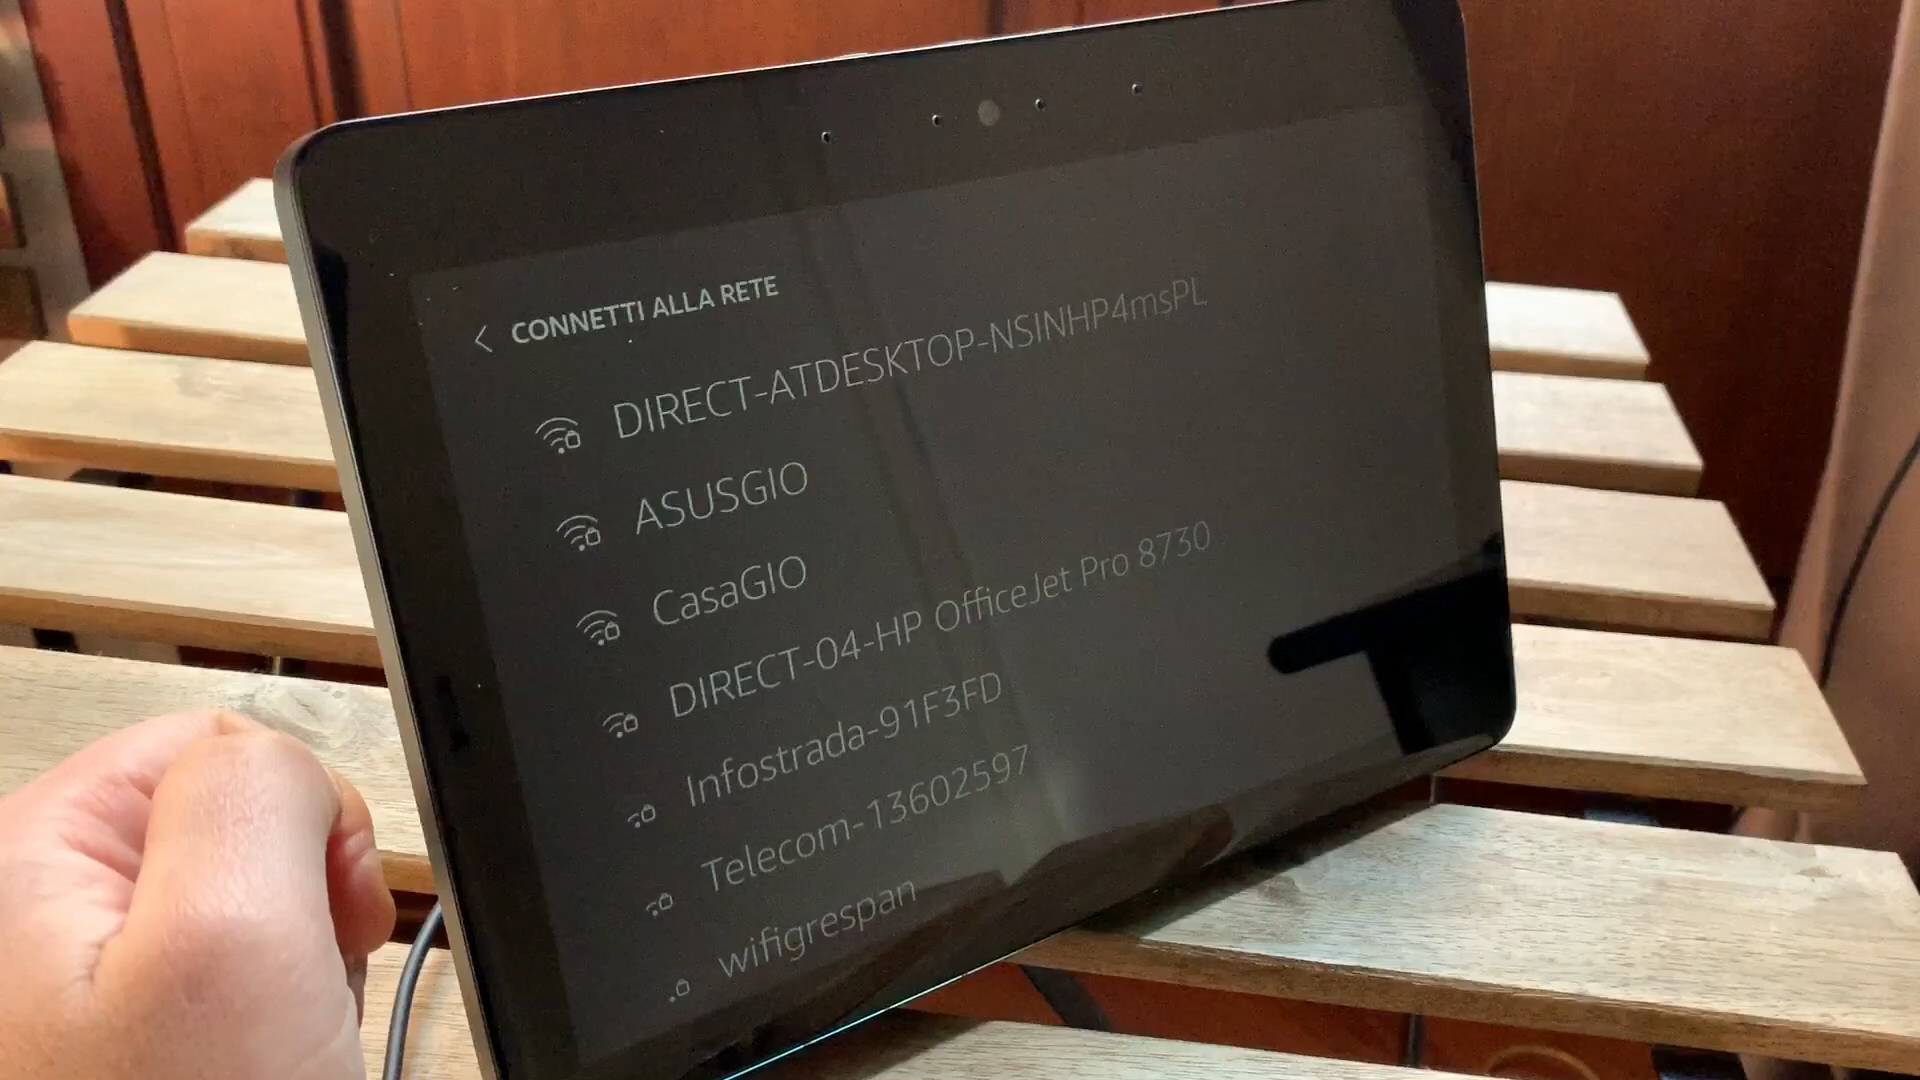 CONNETTI ALLA RETE
DIRECT-ATDESKTOP-NSINHP4msPL
ASUSGIO
CasaGIO
DIRECT-04-HP OfficeJet Pro 8730
Infostrada-91F3FD
Telecom-13602597
wifigrespan